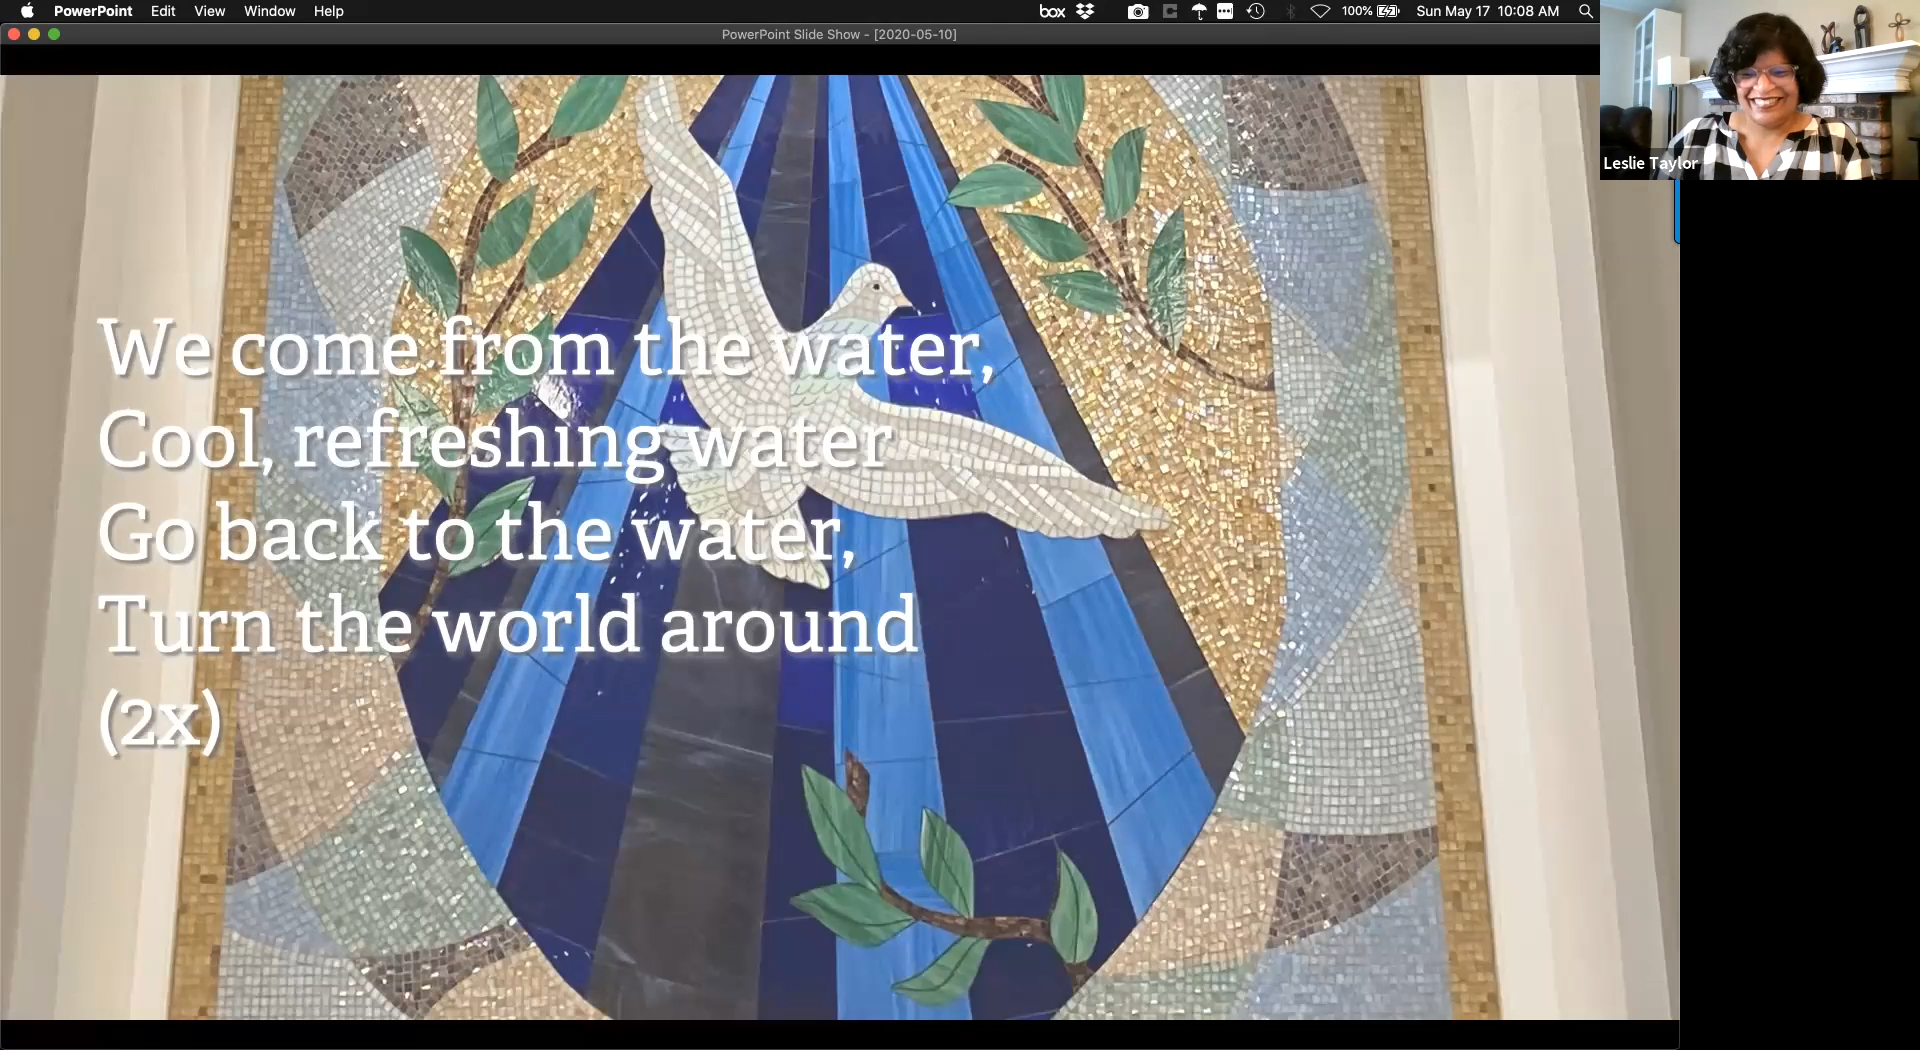 PowerPoint Edit View Window Help box 100% Sun May 17 10:08 AM
PowerPoint Slide Show - [2020-05-10]
Leslie Taylor
We come from the water,
Cool, refreshing water
Go back to the water,
Turn the world around
(2x)